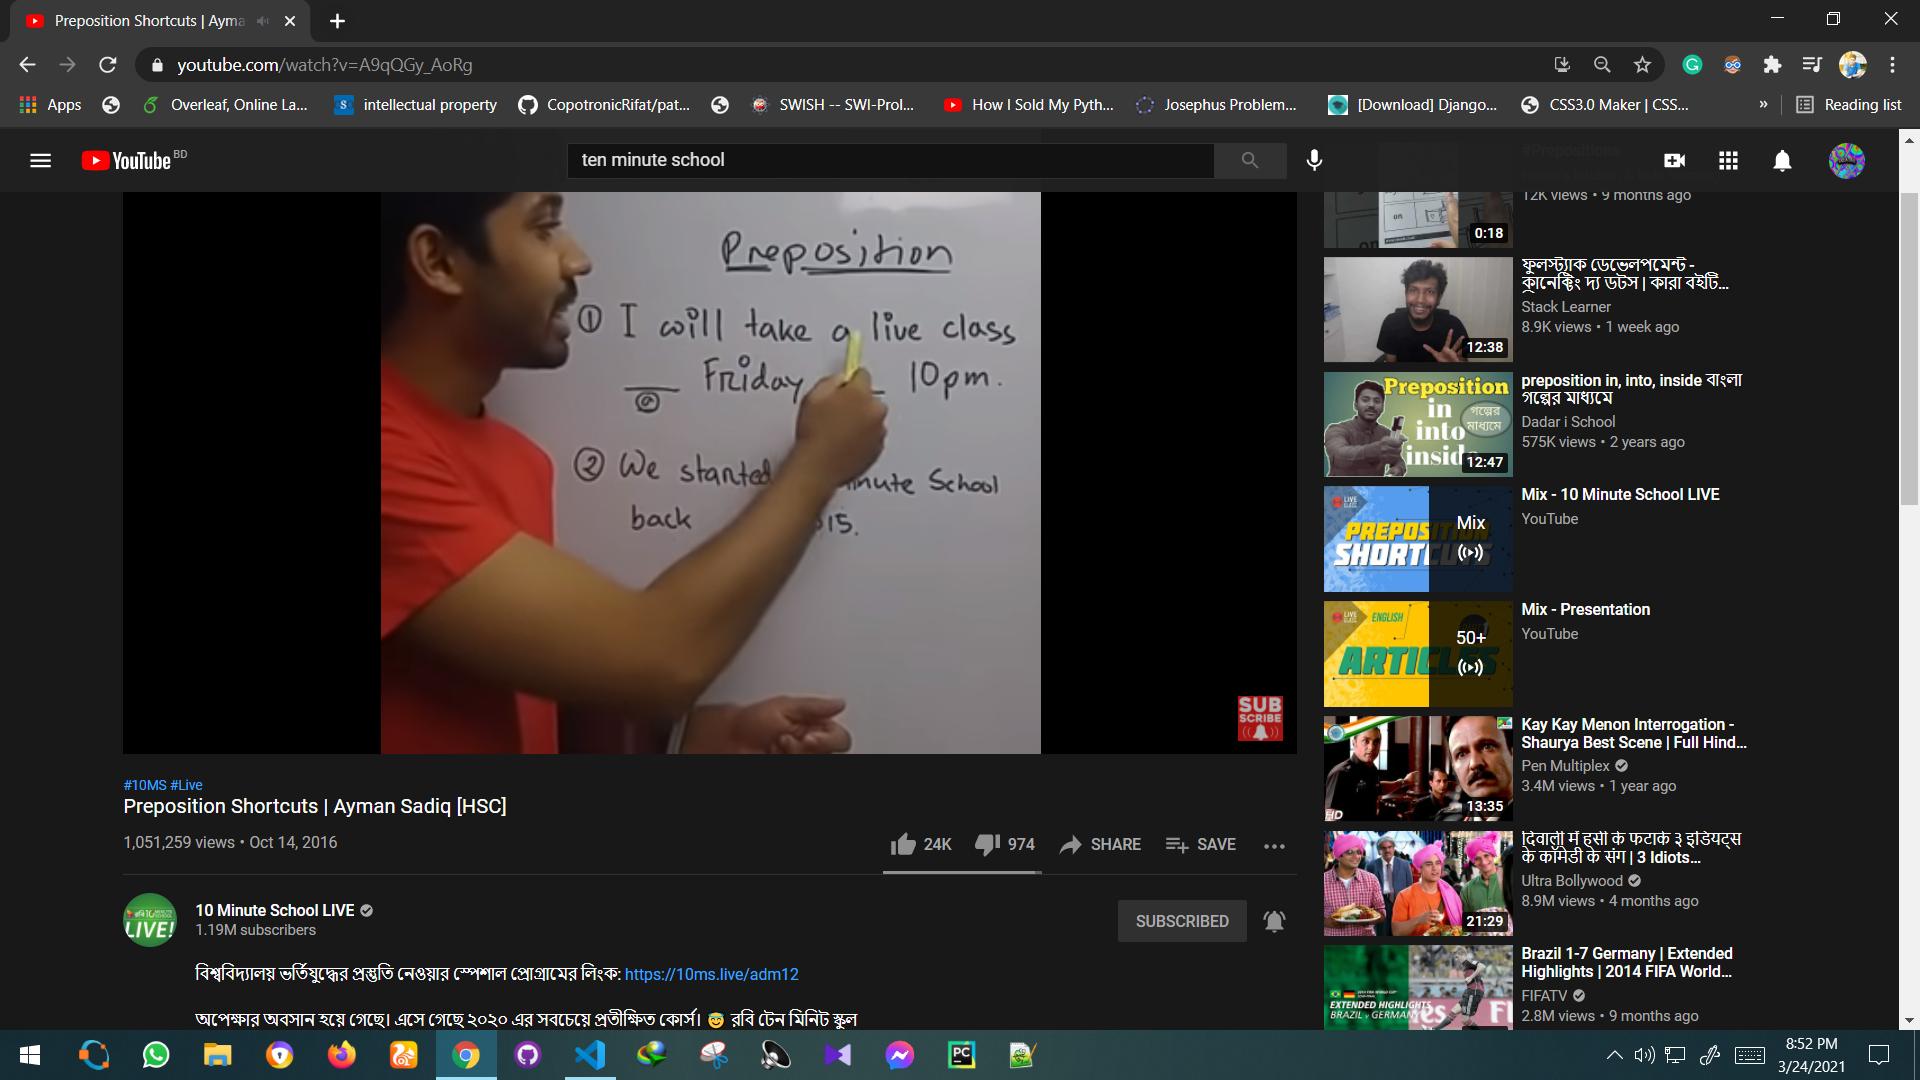 Preposition Shortcuts | Ayma
youtube.com/watch?v=A9qQGy_AoRg
Apps
Overleaf, Online La...
intellectual property
CopotronicRifat/pat...
SWISH -- SWI-Prol...
How I Sold My Pyth...
Josephus Problem...
[Download] Django...
CSS3.0 Maker | CSS...
»
Reading list
YouTube BD
ten minute school
Preposition
① I will take a live class
Friday 10pm.
② We started
nute School
back
15.
SUB
SCRIBE
#10MS #Live
Preposition Shortcuts | Ayman Sadiq [HSC]
1,051,259 views • Oct 14, 2016
24K
974
SHARE
SAVE
LIVE!
10 Minute School LIVE
1.19M subscribers
SUBSCRIBED
বিশ্ববিদ্যালয় ভর্তিযুদ্ধের প্রস্তুতি নেওয়ার স্পেশাল প্রোগ্রামের লিংক: https://10ms.live/adm12
অপেক্ষার অবসান হয়ে গেছে। এসে গেছে ২০২০ এর সবচেয়ে প্রতীক্ষিত কোর্স। 😇 রবি টেন মিনিট স্কুল
12K views • 9 months ago
on
0:18
ফুলস্ট্যাক ডেভেলপমেন্ট -
কানেক্টিং দ্য ডটস | কারা বইটি...
Stack Learner
8.9K views • 1 week ago
12:38
Preposition
in
into
inside
গল্পের
মাধ্যমে
12:47
preposition in, into, inside বাংলা
গল্পের মাধ্যমে
Dadar i School
575K views • 2 years ago
LIVE
PREPOSITION
SHORTCUTS
Mix
Mix - 10 Minute School LIVE
YouTube
LIVE
ENGLISH
ARTICLES
50+
Mix - Presentation
YouTube
HD
13:35
Kay Kay Menon Interrogation -
Shaurya Best Scene | Full Hind...
Pen Multiplex
3.4M views • 1 year ago
21:29
दिवाली में हंसी के फटाके ३ इडियट्स
के कॉमेडी के संग | 3 Idiots...
Ultra Bollywood
8.9M views • 4 months ago
EXTENDED HIGHLIGHTS
BRAZIL v GERMANY
Brazil 1-7 Germany | Extended
Highlights | 2014 FIFA World...
FIFATV
2.8M views • 9 months ago
PC
8:52 PM
3/24/2021